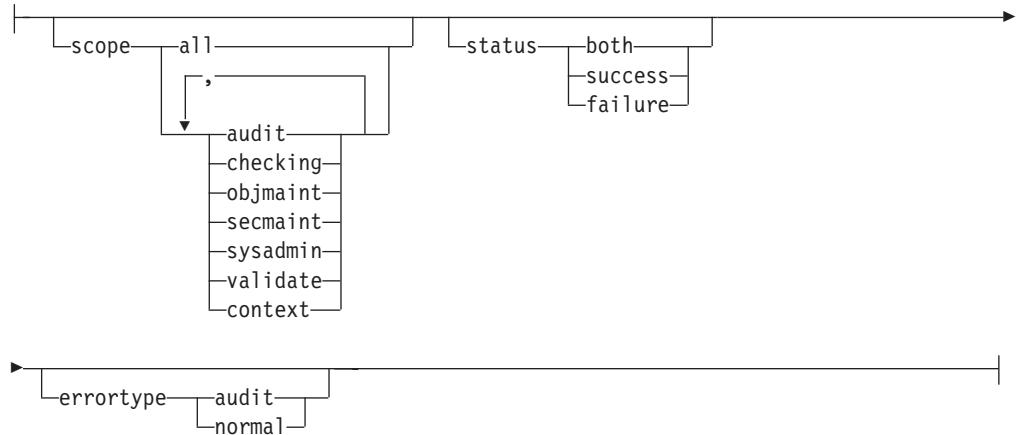 scope all status both
, success
failure
audit
checking
objmaint
secmaint
sysadmin
validate
context
errortype audit
normal